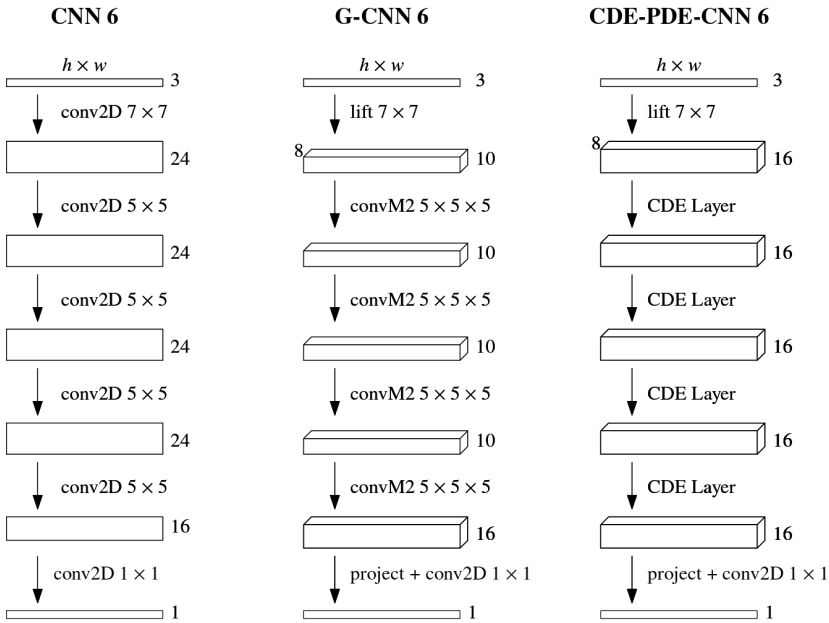 CNN 6
G-CNN 6
CDE-PDE-CNN 6
h × w
3
h × w
3
h × w
3
conv2D 7 × 7
lift 7 × 7
lift 7 × 7
24
8
10
8
16
conv2D 5 × 5
convM2 5 × 5 × 5
CDE Layer
24
10
16
conv2D 5 × 5
convM2 5 × 5 × 5
CDE Layer
24
10
16
conv2D 5 × 5
convM2 5 × 5 × 5
CDE Layer
24
10
16
conv2D 5 × 5
convM2 5 × 5 × 5
CDE Layer
16
16
16
conv2D 1 × 1
project + conv2D 1 × 1
project + conv2D 1 × 1
1
1
1